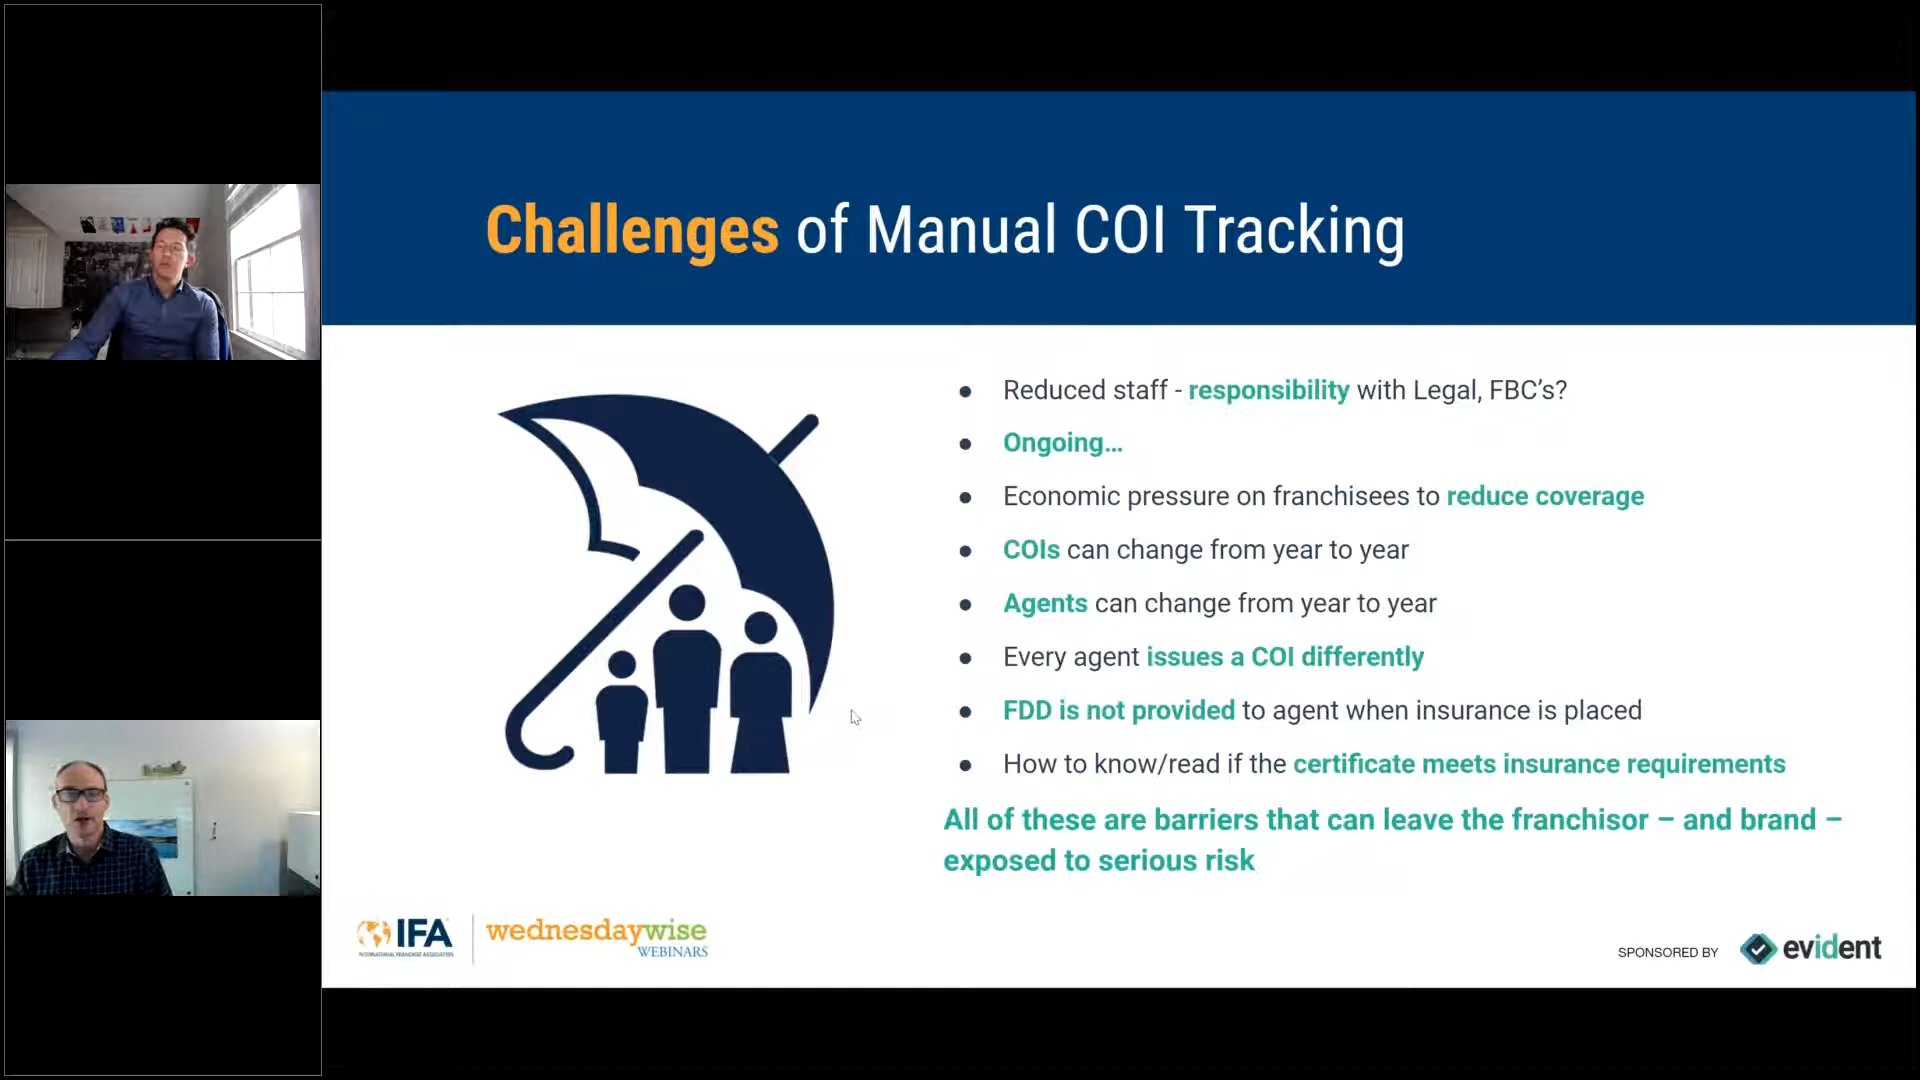 Challenges of Manual COI Tracking
● Reduced staff - responsibility with Legal, FBC’s?
● Ongoing…
● Economic pressure on franchisees to reduce coverage
● COIs can change from year to year
● Agents can change from year to year
● Every agent issues a COI differently
● FDD is not provided to agent when insurance is placed
● How to know/read if the certificate meets insurance requirements
All of these are barriers that can leave the franchisor – and brand –
exposed to serious risk
IFA
INTERNATIONAL FRANCHISE ASSOCIATION
wednesdaywise
WEBINARS
SPONSORED BY
evident